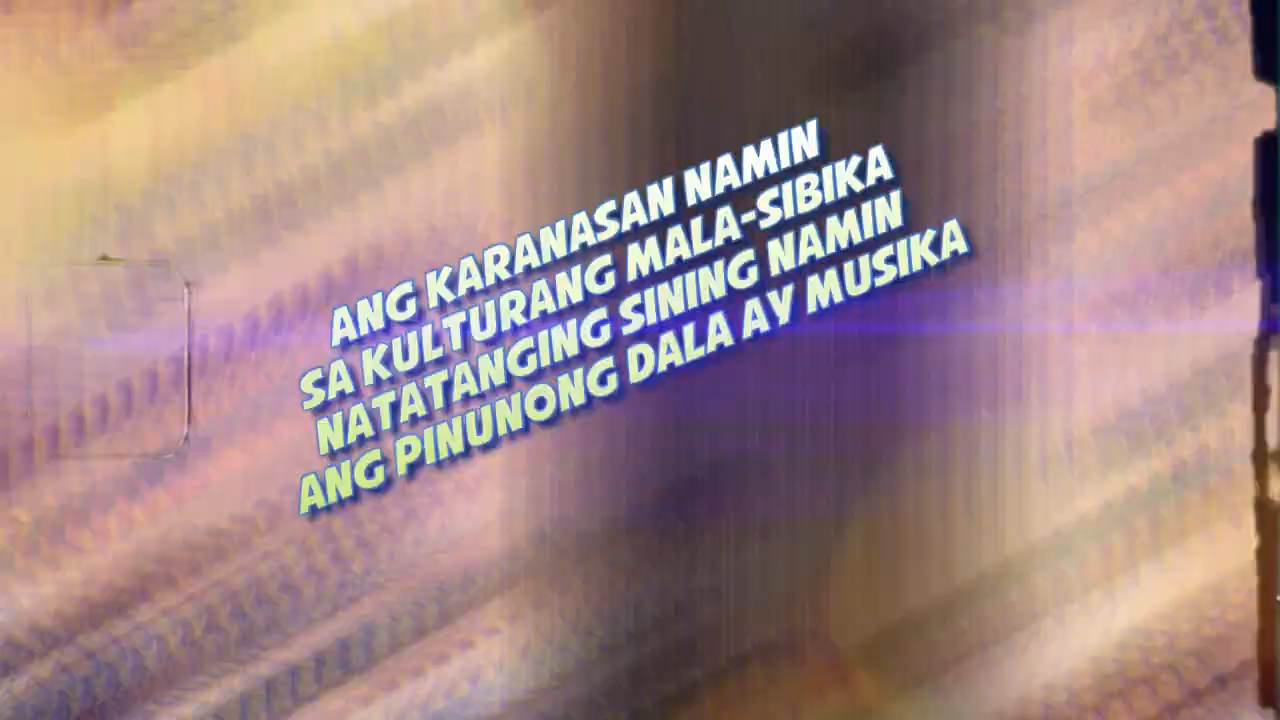 ANG KARANASAN NAMIN
SA KULTURANG MALA-SIBIKA
NATATANGING SINING NAMIN
ANG PINUNONG DALA AY MUSIKA